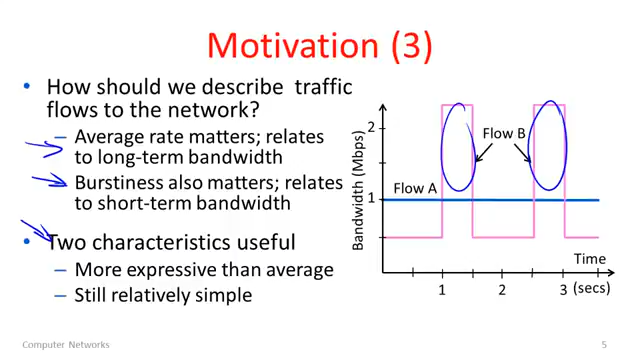 Motivation (3)
• How should we describe traffic
flows to the network?
– Average rate matters; relates
to long-term bandwidth
– Burstiness also matters; relates
to short-term bandwidth
• Two characteristics useful
– More expressive than average
– Still relatively simple
Bandwidth (Mbps)
2
1
Flow B
Flow A
Time
1 2 3 (secs)
Computer Networks
5